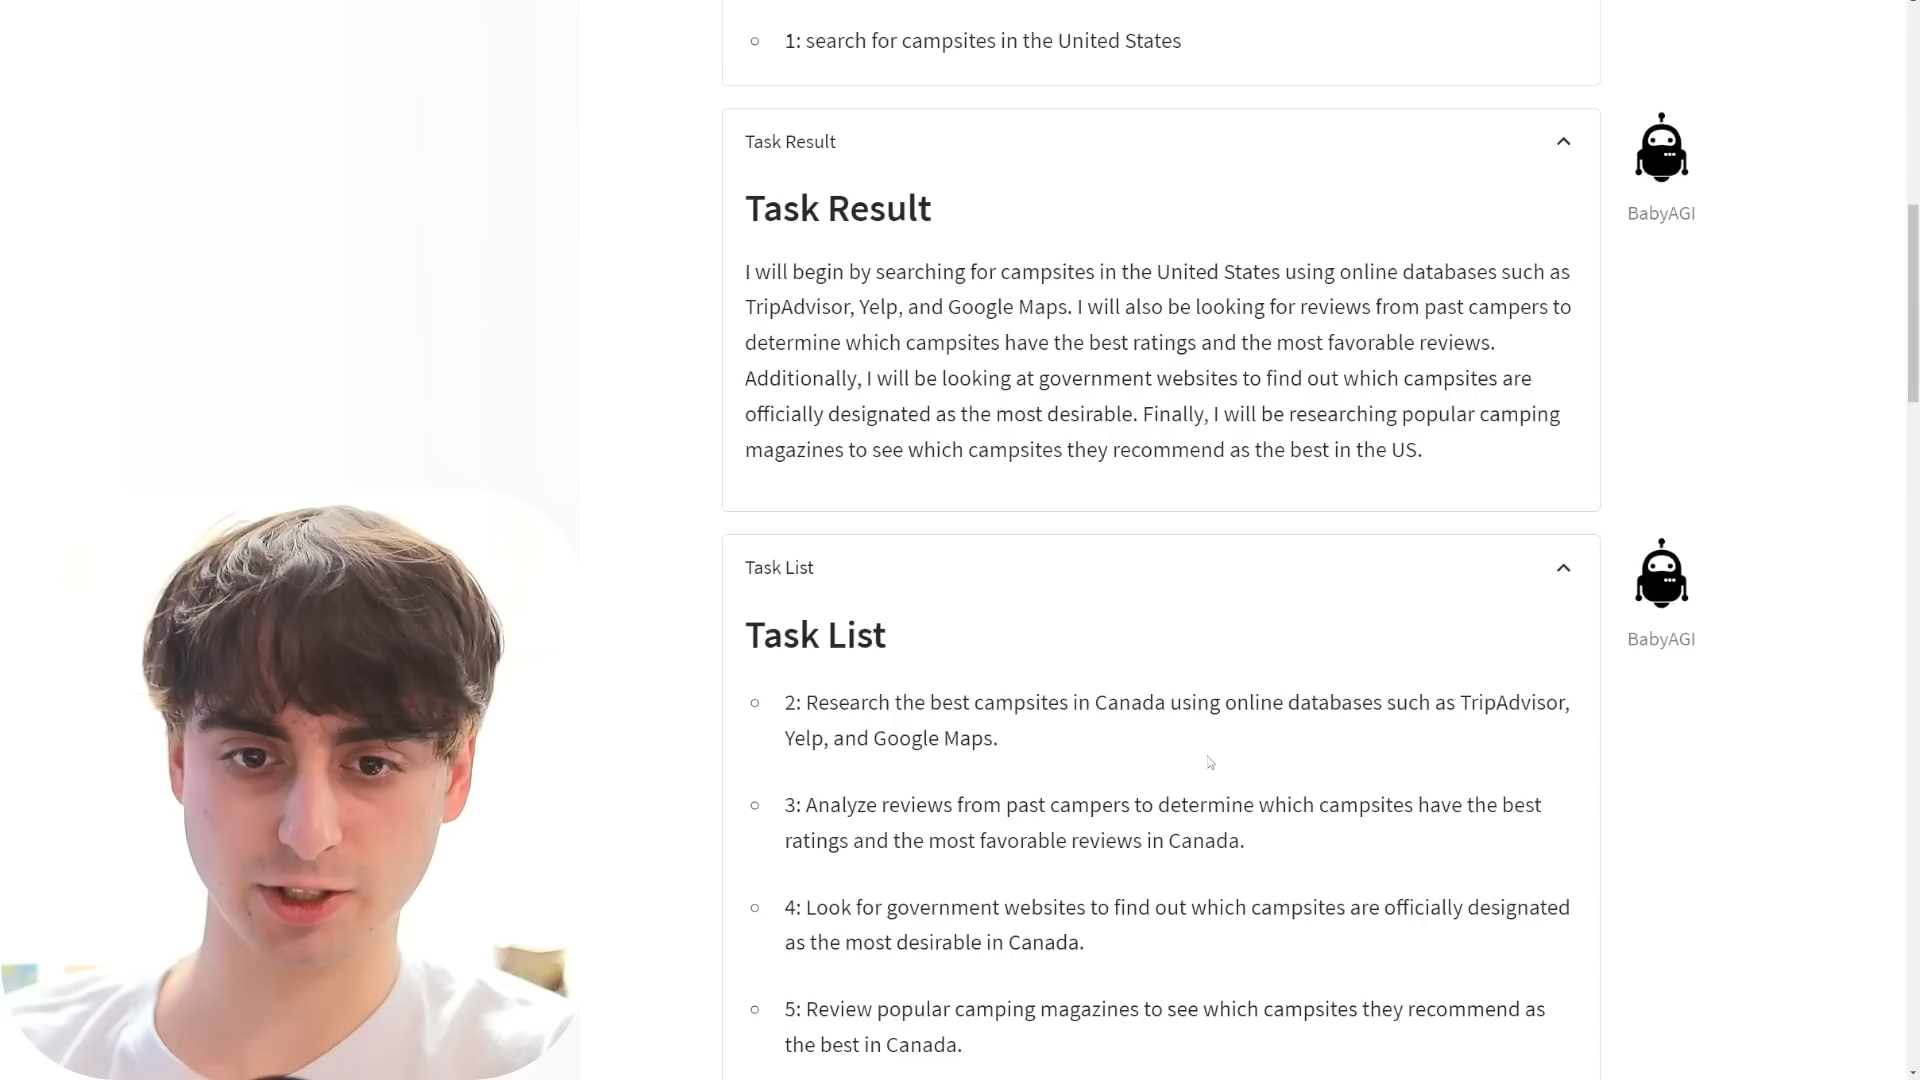 1: search for campsites in the United States
Task Result
Task Result
I will begin by searching for campsites in the United States using online databases such as
TripAdvisor, Yelp, and Google Maps. I will also be looking for reviews from past campers to
determine which campsites have the best ratings and the most favorable reviews.
Additionally, I will be looking at government websites to find out which campsites are
officially designated as the most desirable. Finally, I will be researching popular camping
magazines to see which campsites they recommend as the best in the US.
BabyAGI
Task List
Task List
2: Research the best campsites in Canada using online databases such as TripAdvisor,
Yelp, and Google Maps.
3: Analyze reviews from past campers to determine which campsites have the best
ratings and the most favorable reviews in Canada.
4: Look for government websites to find out which campsites are officially designated
as the most desirable in Canada.
5: Review popular camping magazines to see which campsites they recommend as
the best in Canada.
BabyAGI